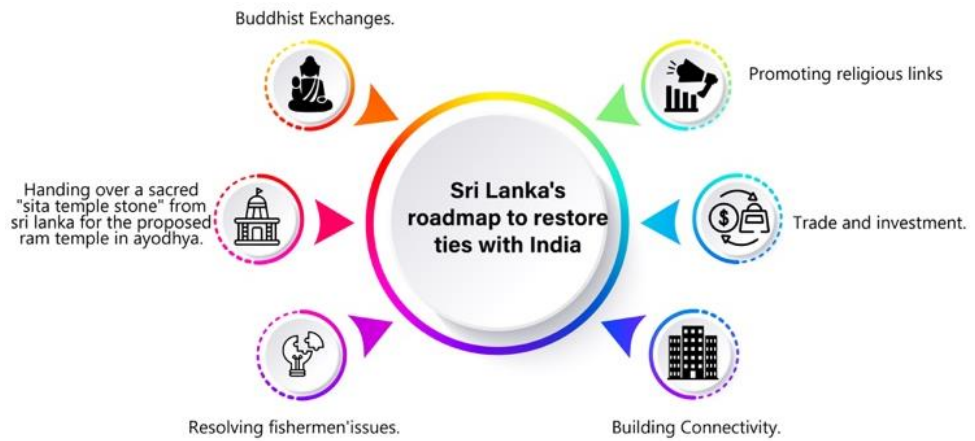 Buddhist Exchanges.
Promoting religious links
Handing over a sacred
"sita temple stone" from
sri lanka for the proposed
ram temple in ayodhya.
Sri Lanka's
roadmap to restore
ties with India
$
Trade and investment.
Resolving fishermen'issues.
Building Connectivity.